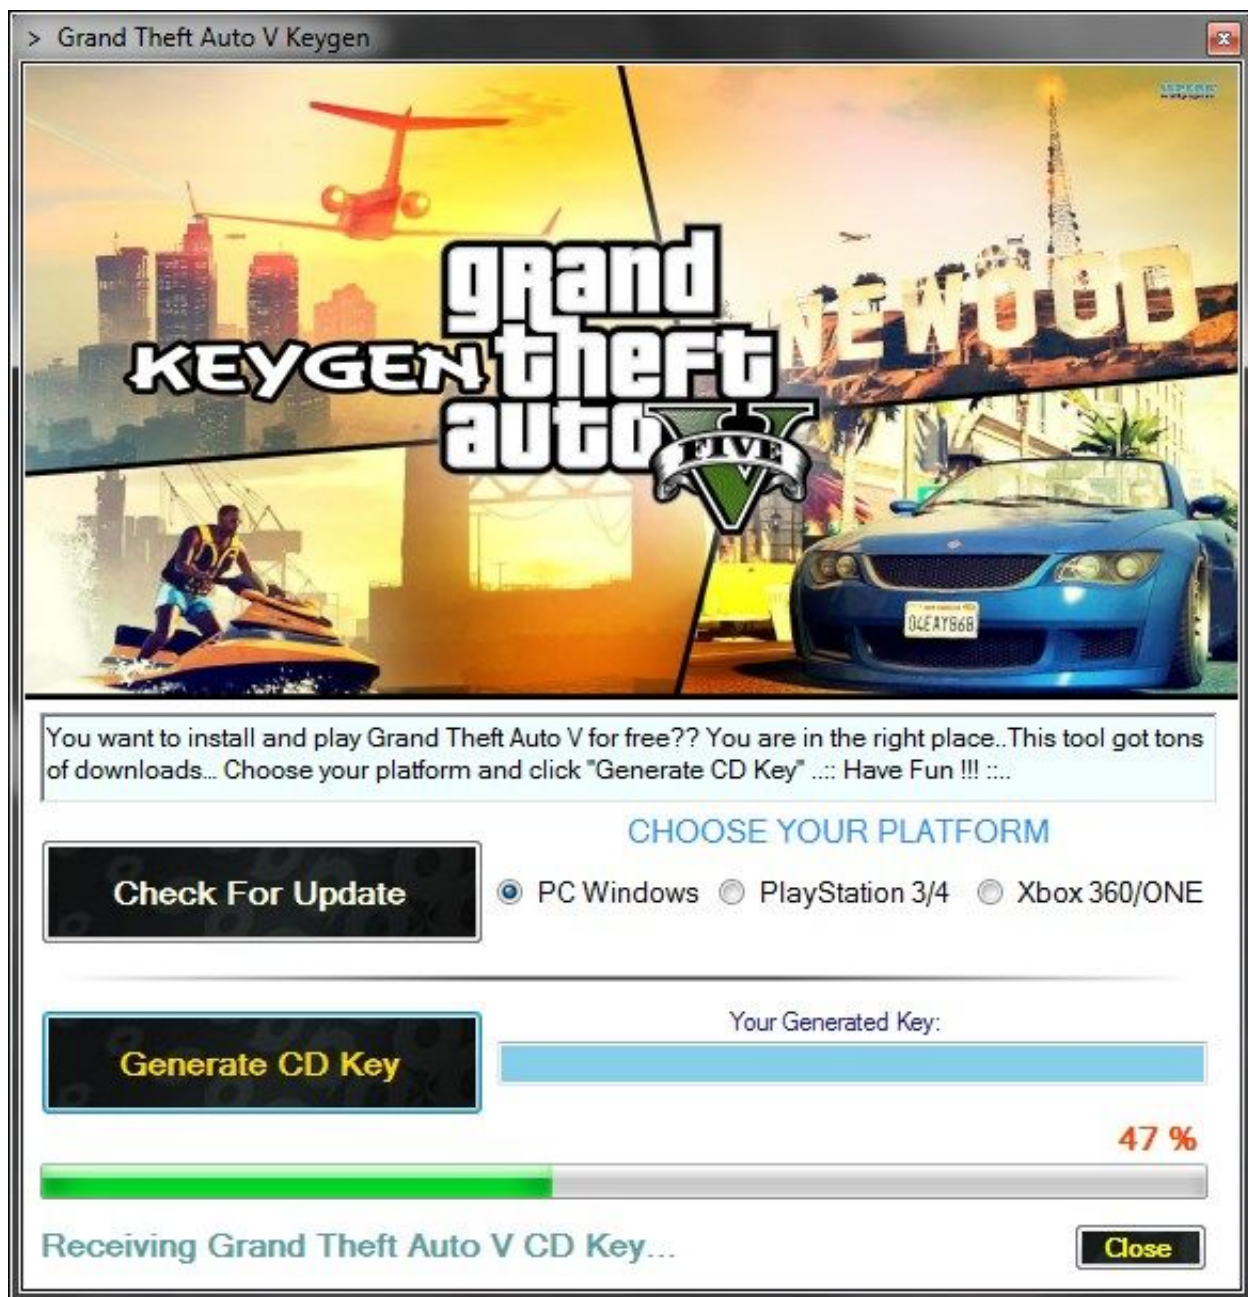 > Grand Theft Auto V Keygen
wallpapers
NEWOOD
grand
KEYGEN theft
auto V
FIVE
04EAY868
You want to install and play Grand Theft Auto V for free?? You are in the right place..This tool got tons
of downloads... Choose your platform and click "Generate CD Key" ..:: Have Fun !!! ::..
CHOOSE YOUR PLATFORM
Check For Update
PC Windows PlayStation 3/4 Xbox 360/ONE
Your Generated Key:
Generate CD Key
47 %
Receiving Grand Theft Auto V CD Key...
Close